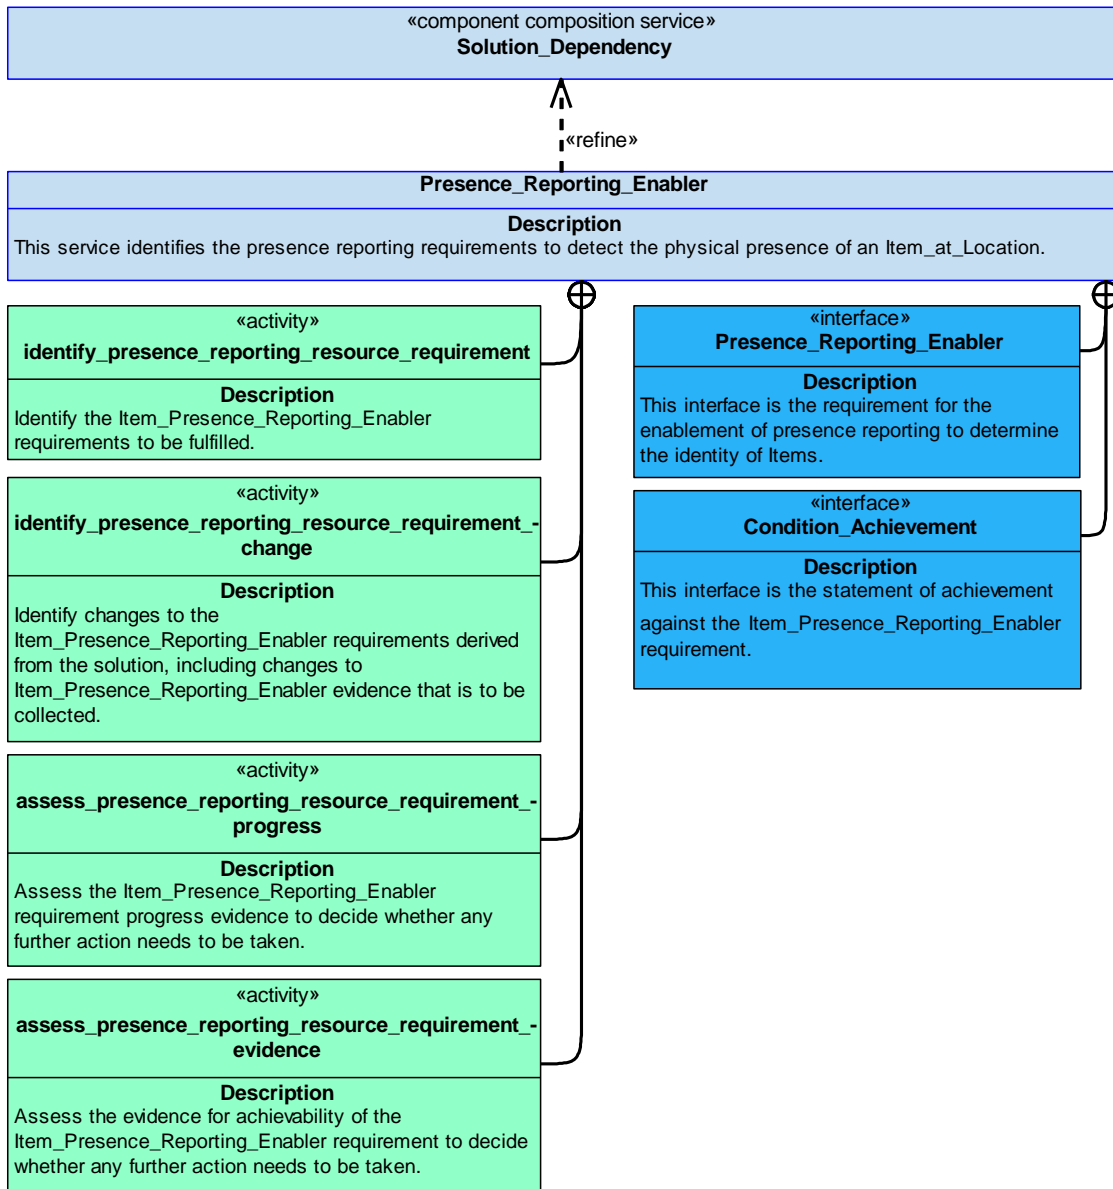 «component composition service»
Solution_Dependency
«refine»
Presence_Reporting_Enabler
Description
This service identifies the presence reporting requirements to detect the physical presence of an Item_at_Location.
«activity»
identify_presence_reporting_resource_requirement
Description
Identify the Item_Presence_Reporting_Enabler
requirements to be fulfilled.
«activity»
identify_presence_reporting_resource_requirement_-
change
Description
Identify changes to the
Item_Presence_Reporting_Enabler requirements derived
from the solution, including changes to
Item_Presence_Reporting_Enabler evidence that is to be
collected.
«activity»
assess_presence_reporting_resource_requirement_-
progress
Description
Assess the Item_Presence_Reporting_Enabler
requirement progress evidence to decide whether any
further action needs to be taken.
«activity»
assess_presence_reporting_resource_requirement_-
evidence
Description
Assess the evidence for achievability of the
Item_Presence_Reporting_Enabler requirement to decide
whether any further action needs to be taken.
«interface»
Presence_Reporting_Enabler
Description
This interface is the requirement for the
enablement of presence reporting to determine
the identity of Items.
«interface»
Condition_Achievement
Description
This interface is the statement of achievement
against the Item_Presence_Reporting_Enabler
requirement.